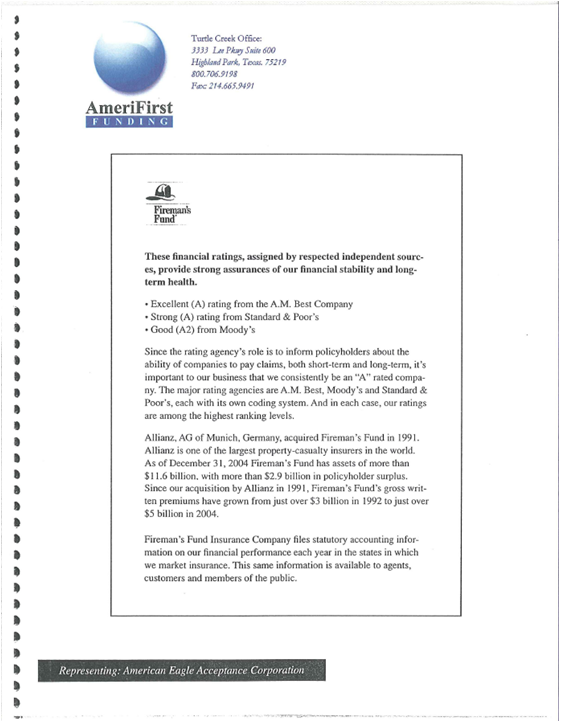 Turtle Creek Office:
3333 Lee Pkwy Suite 600
Highland Park, Texas, 75219
800.706.9198
Fax: 214.665.9491
AmeriFirst
FUNDING
Fireman's
Fund
These financial ratings, assigned by respected independent sourc-
es, provide strong assurances of our financial stability and long-
term health.
• Excellent (A) rating from the A.M. Best Company
• Strong (A) rating from Standard & Poor's
• Good (A2) from Moody's
Since the rating agency's role is to inform policyholders about the
ability of companies to pay claims, both short-term and long-term, it's
important to our business that we consistently be an "A" rated compa-
ny. The major rating agencies are A.M. Best, Moody's and Standard &
Poor's, each with its own coding system. And in each case, our ratings
are among the highest ranking levels.
Allianz, AG of Munich, Germany, acquired Fireman's Fund in 1991.
Allianz is one of the largest property-casualty insurers in the world.
As of December 31, 2004 Fireman's Fund has assets of more than
$11.6 billion, with more than $2.9 billion in policyholder surplus.
Since our acquisition by Allianz in 1991, Fireman's Fund's gross writ-
ten premiums have grown from just over $3 billion in 1992 to just over
$5 billion in 2004.
Fireman's Fund Insurance Company files statutory accounting infor-
mation on our financial performance each year in the states in which
we market insurance. This same information is available to agents,
customers and members of the public.
Representing: American Eagle Acceptance Corporation